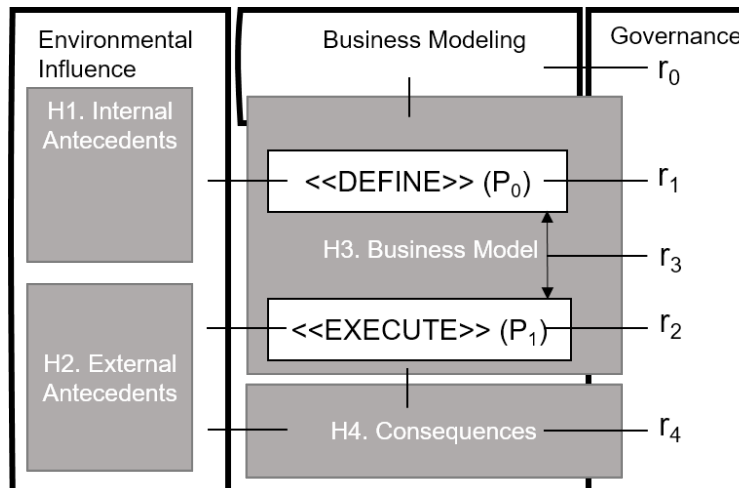 Environmental
Influence
H1. Internal
Antecedents
H2. External
Antecedents
Business Modeling
<<DEFINE>> (P₀)
H3. Business Model
<<EXECUTE>> (P₁)
H4. Consequences
Governance
r₀
r₁
r₃
r₂
r₄